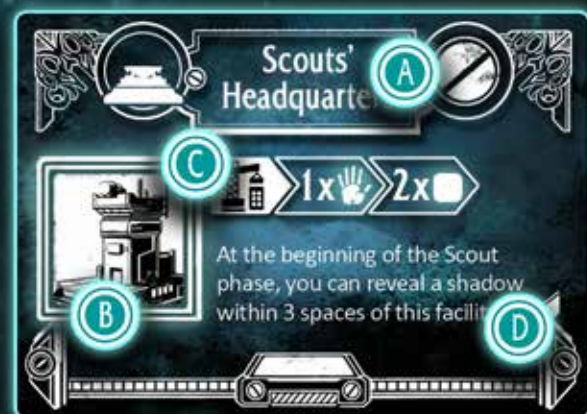 Scouts'
Headquarte
A
C
1x 2x
At the beginning of the Scout
phase, you can reveal a shadow
within 3 spaces of this facilit
B
D